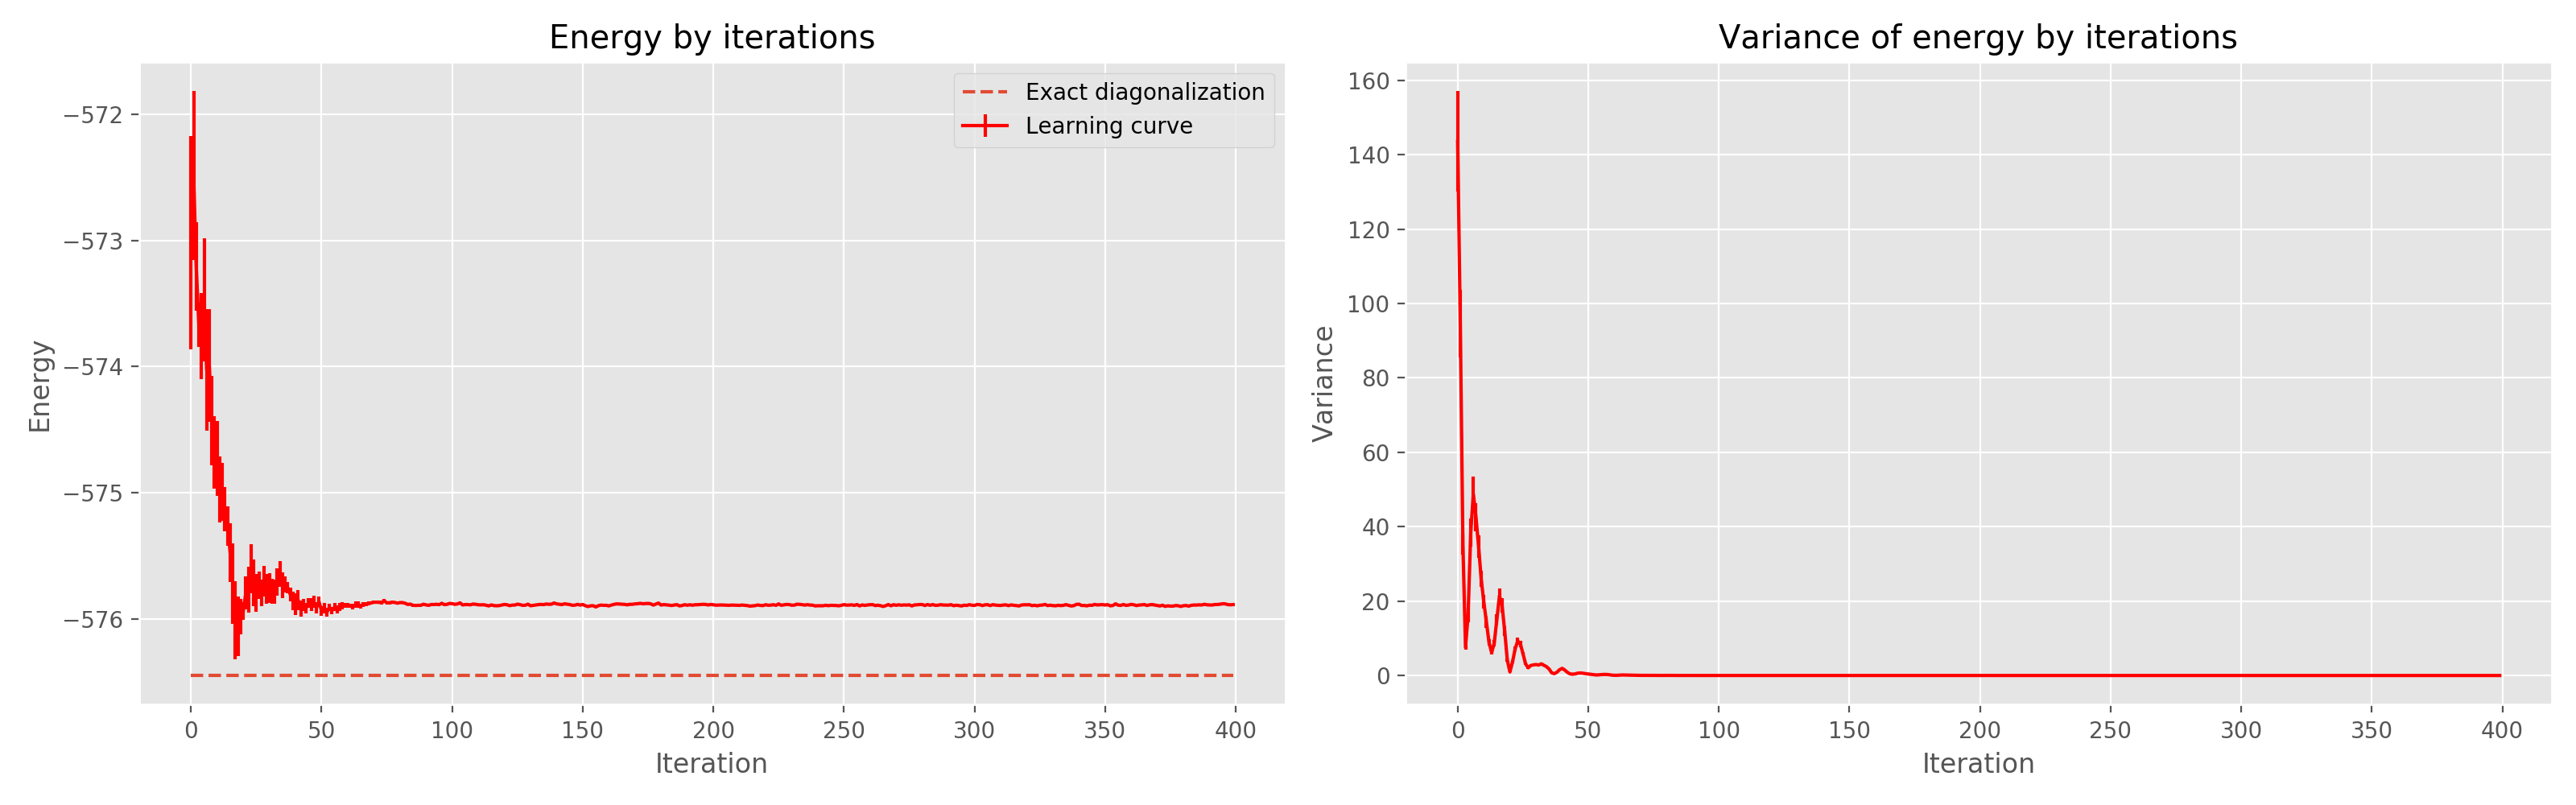 Energy by iterations
Exact diagonalization
Learning curve
−572
−573
−574
−575
−576
Energy
0 50 100 150 200 250 300 350 400
Iteration
Variance of energy by iterations
160
140
120
100
80
60
40
20
0
Variance
0 50 100 150 200 250 300 350 400
Iteration